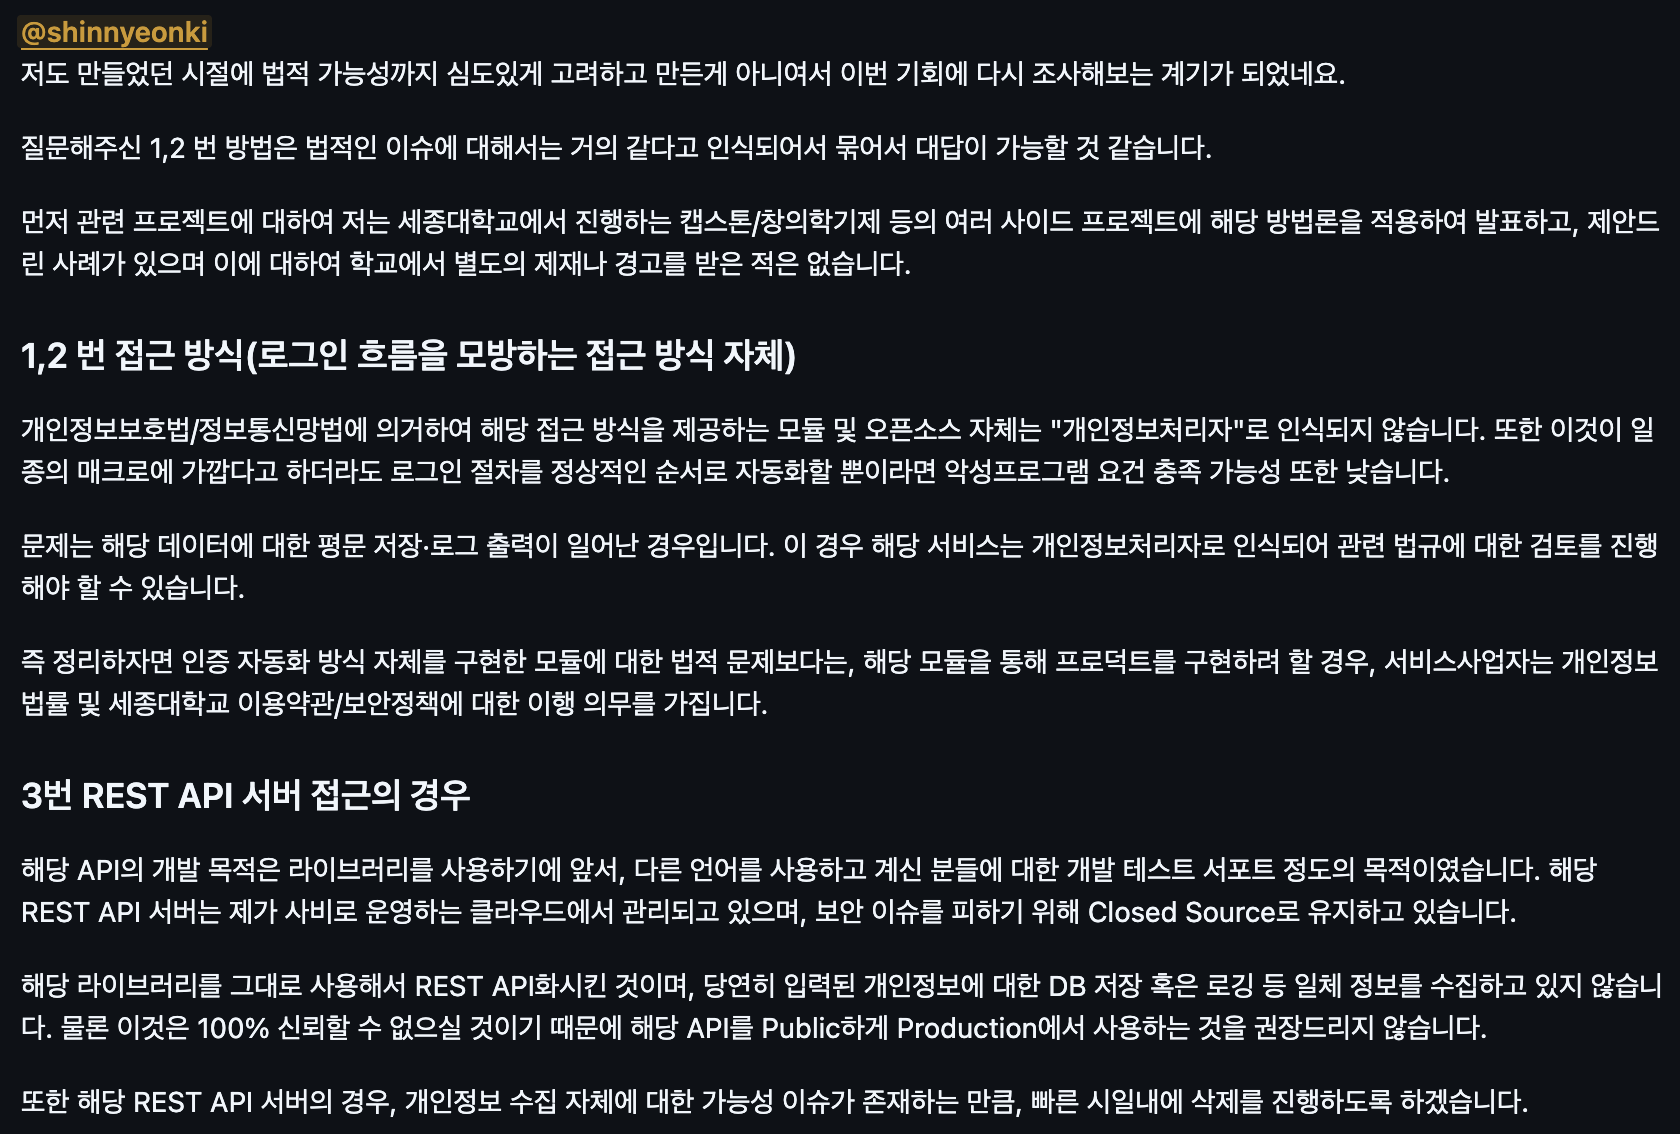 @shinnyeonki
저도 만들었던 시절에 법적 가능성까지 심도있게 고려하고 만든게 아니여서 이번 기회에 다시 조사해보는 계기가 되었네요.
질문해주신 1,2 번 방법은 법적인 이슈에 대해서는 거의 같다고 인식되어서 묶어서 대답이 가능할 것 같습니다.
먼저 관련 프로젝트에 대하여 저는 세종대학교에서 진행하는 캡스톤/창의학기제 등의 여러 사이드 프로젝트에 해당 방법론을 적용하여 발표하고, 제안드
린 사례가 있으며 이에 대하여 학교에서 별도의 제재나 경고를 받은 적은 없습니다.
1,2 번 접근 방식(로그인 흐름을 모방하는 접근 방식 자체)
개인정보보호법/정보통신망법에 의거하여 해당 접근 방식을 제공하는 모듈 및 오픈소스 자체는 "개인정보처리자"로 인식되지 않습니다. 또한 이것이 일
종의 매크로에 가깝다고 하더라도 로그인 절차를 정상적인 순서로 자동화할 뿐이라면 악성프로그램 요건 충족 가능성 또한 낮습니다.
문제는 해당 데이터에 대한 평문 저장·로그 출력이 일어난 경우입니다. 이 경우 해당 서비스는 개인정보처리자로 인식되어 관련 법규에 대한 검토를 진행
해야 할 수 있습니다.
즉 정리하자면 인증 자동화 방식 자체를 구현한 모듈에 대한 법적 문제보다는, 해당 모듈을 통해 프로덕트를 구현하려 할 경우, 서비스사업자는 개인정보
법률 및 세종대학교 이용약관/보안정책에 대한 이행 의무를 가집니다.
3번 REST API 서버 접근의 경우
해당 API의 개발 목적은 라이브러리를 사용하기에 앞서, 다른 언어를 사용하고 계신 분들에 대한 개발 테스트 서포트 정도의 목적이였습니다. 해당
REST API 서버는 제가 사비로 운영하는 클라우드에서 관리되고 있으며, 보안 이슈를 피하기 위해 Closed Source로 유지하고 있습니다.
해당 라이브러리를 그대로 사용해서 REST API화시킨 것이며, 당연히 입력된 개인정보에 대한 DB 저장 혹은 로깅 등 일체 정보를 수집하고 있지 않습니
다. 물론 이것은 100% 신뢰할 수 없으실 것이기 때문에 해당 API를 Public하게 Production에서 사용하는 것을 권장드리지 않습니다.
또한 해당 REST API 서버의 경우, 개인정보 수집 자체에 대한 가능성 이슈가 존재하는 만큼, 빠른 시일내에 삭제를 진행하도록 하겠습니다.